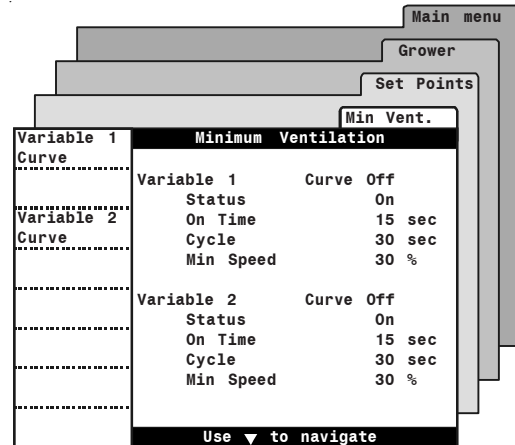 Main menu
Grower
Set Points
Min Vent.
Variable 1
Curve
Variable 2
Curve
Minimum Ventilation
Variable 1 Curve Off
Status On
On Time 15 sec
Cycle 30 sec
Min Speed 30 %
Variable 2 Curve Off
Status On
On Time 15 sec
Cycle 30 sec
Min Speed 30 %
Use ▼ to navigate